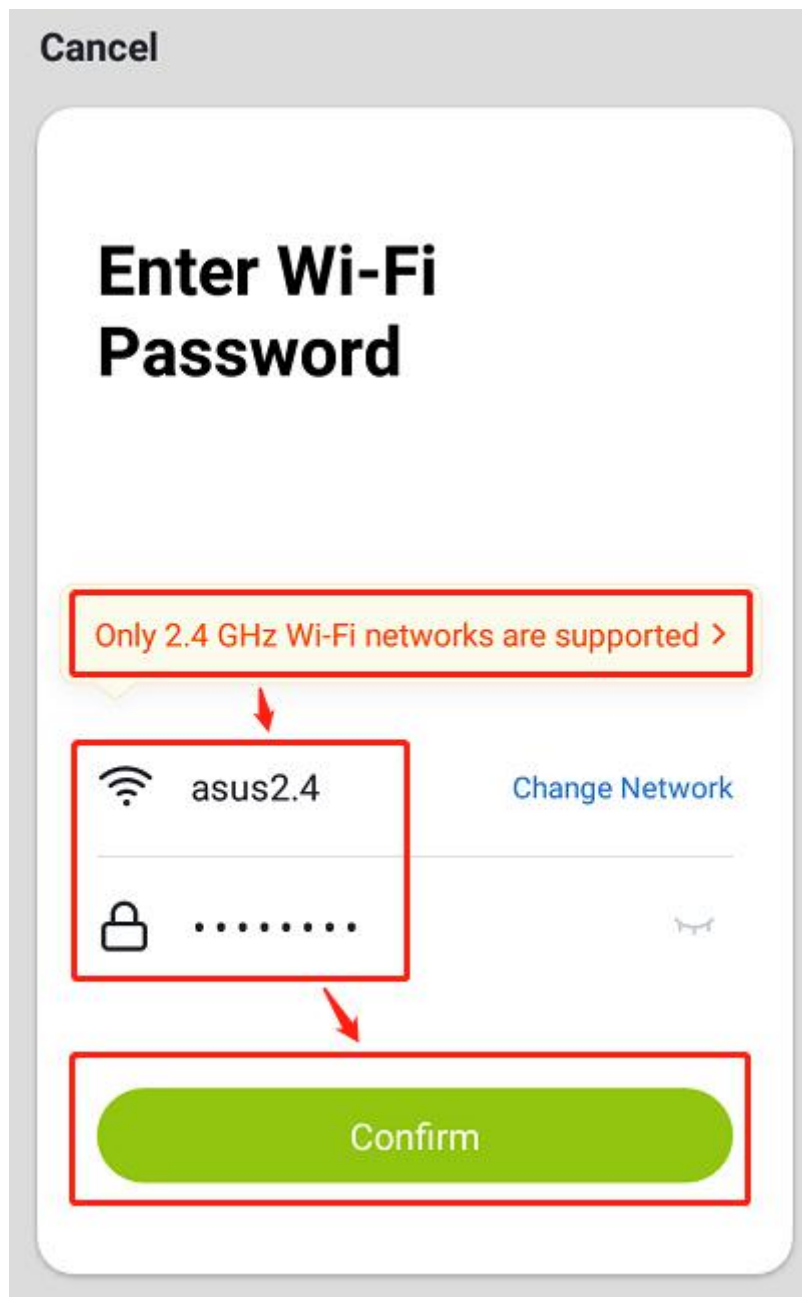 Cancel
Enter Wi-Fi
Password
Only 2.4 GHz Wi-Fi networks are supported >
asus2.4
Change Network
........
Confirm